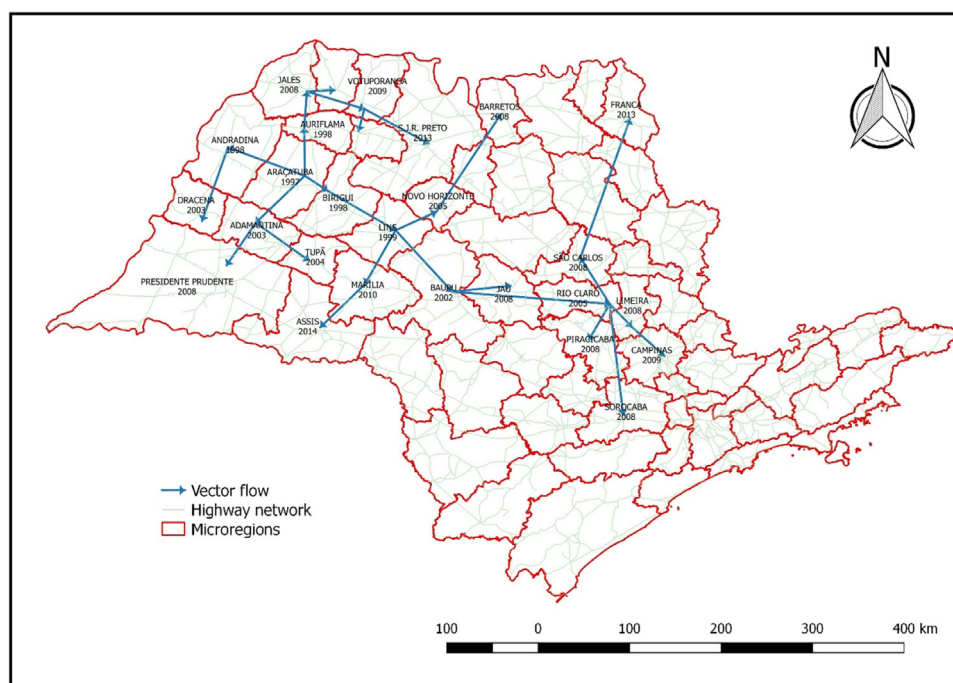 N
JALES
2008
VOTUPORANGA
2009
BARRETOS
2008
FRANCA
2013
AURIFLAMA
1998
S.J.R. PRETO
2013
ANDRADINA
1998
ARAÇATUBA
1997
BIRIGUI
1998
NOVO HORIZONTE
2005
DRACENA
2003
ADAMANTINA
2003
LINS
1999
TUPÃ
2004
SÃO CARLOS
2008
PRESIDENTE PRUDENTE
2008
MARÍLIA
2010
BAURU
2002
JAÚ
2008
RIO CLARO
2005
LIMEIRA
2008
ASSIS
2014
PIRACICABA
2008
CAMPINAS
2009
SOROCABA
2008
Vector flow
Highway network
Microregions
100 0 100 200 300 400 km